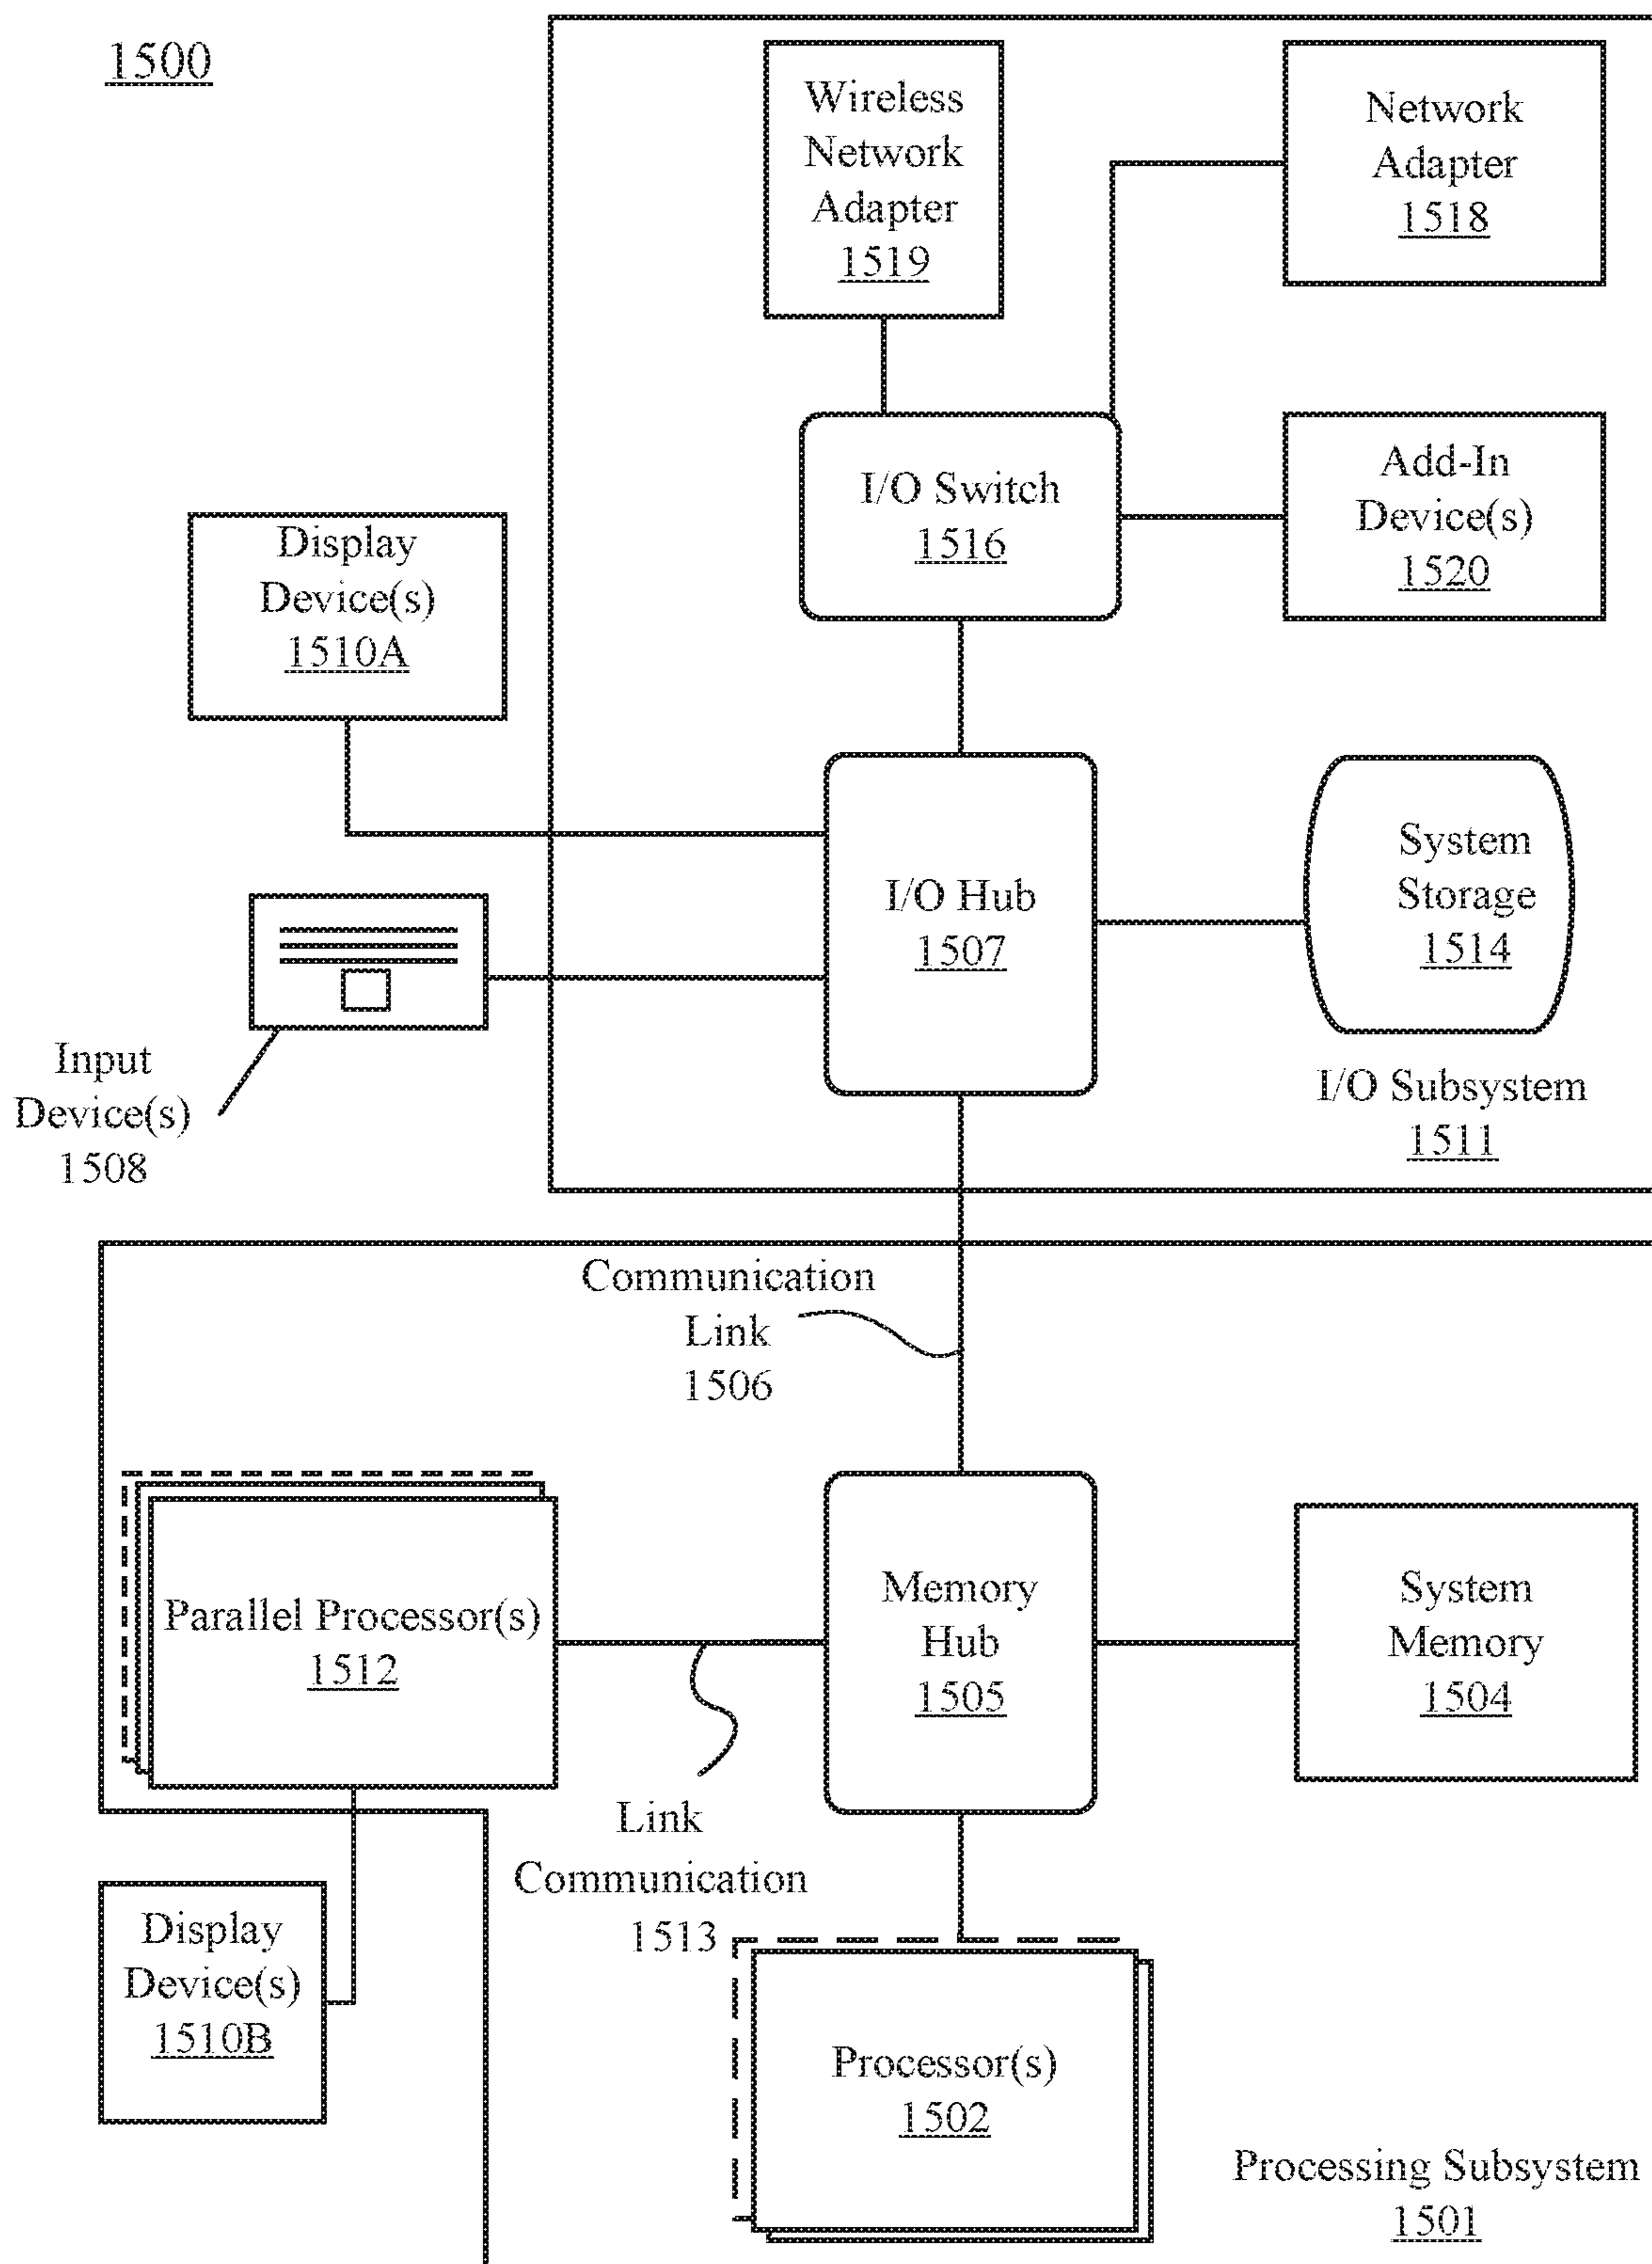 1500
Wireless
Network
Adapter
1519
Network
Adapter
1518
I/O Switch
1516
Add-In
Device(s)
1520
Display
Device(s)
1510A
I/O Hub
1507
System
Storage
1514
Input
Device(s)
1508
I/O Subsystem
1511
Communication
Link
1506
Parallel Processor(s)
1512
Memory
Hub
1505
System
Memory
1504
Link
Communication
1513
Display
Device(s)
1510B
Processor(s)
1502
Processing Subsystem
1501